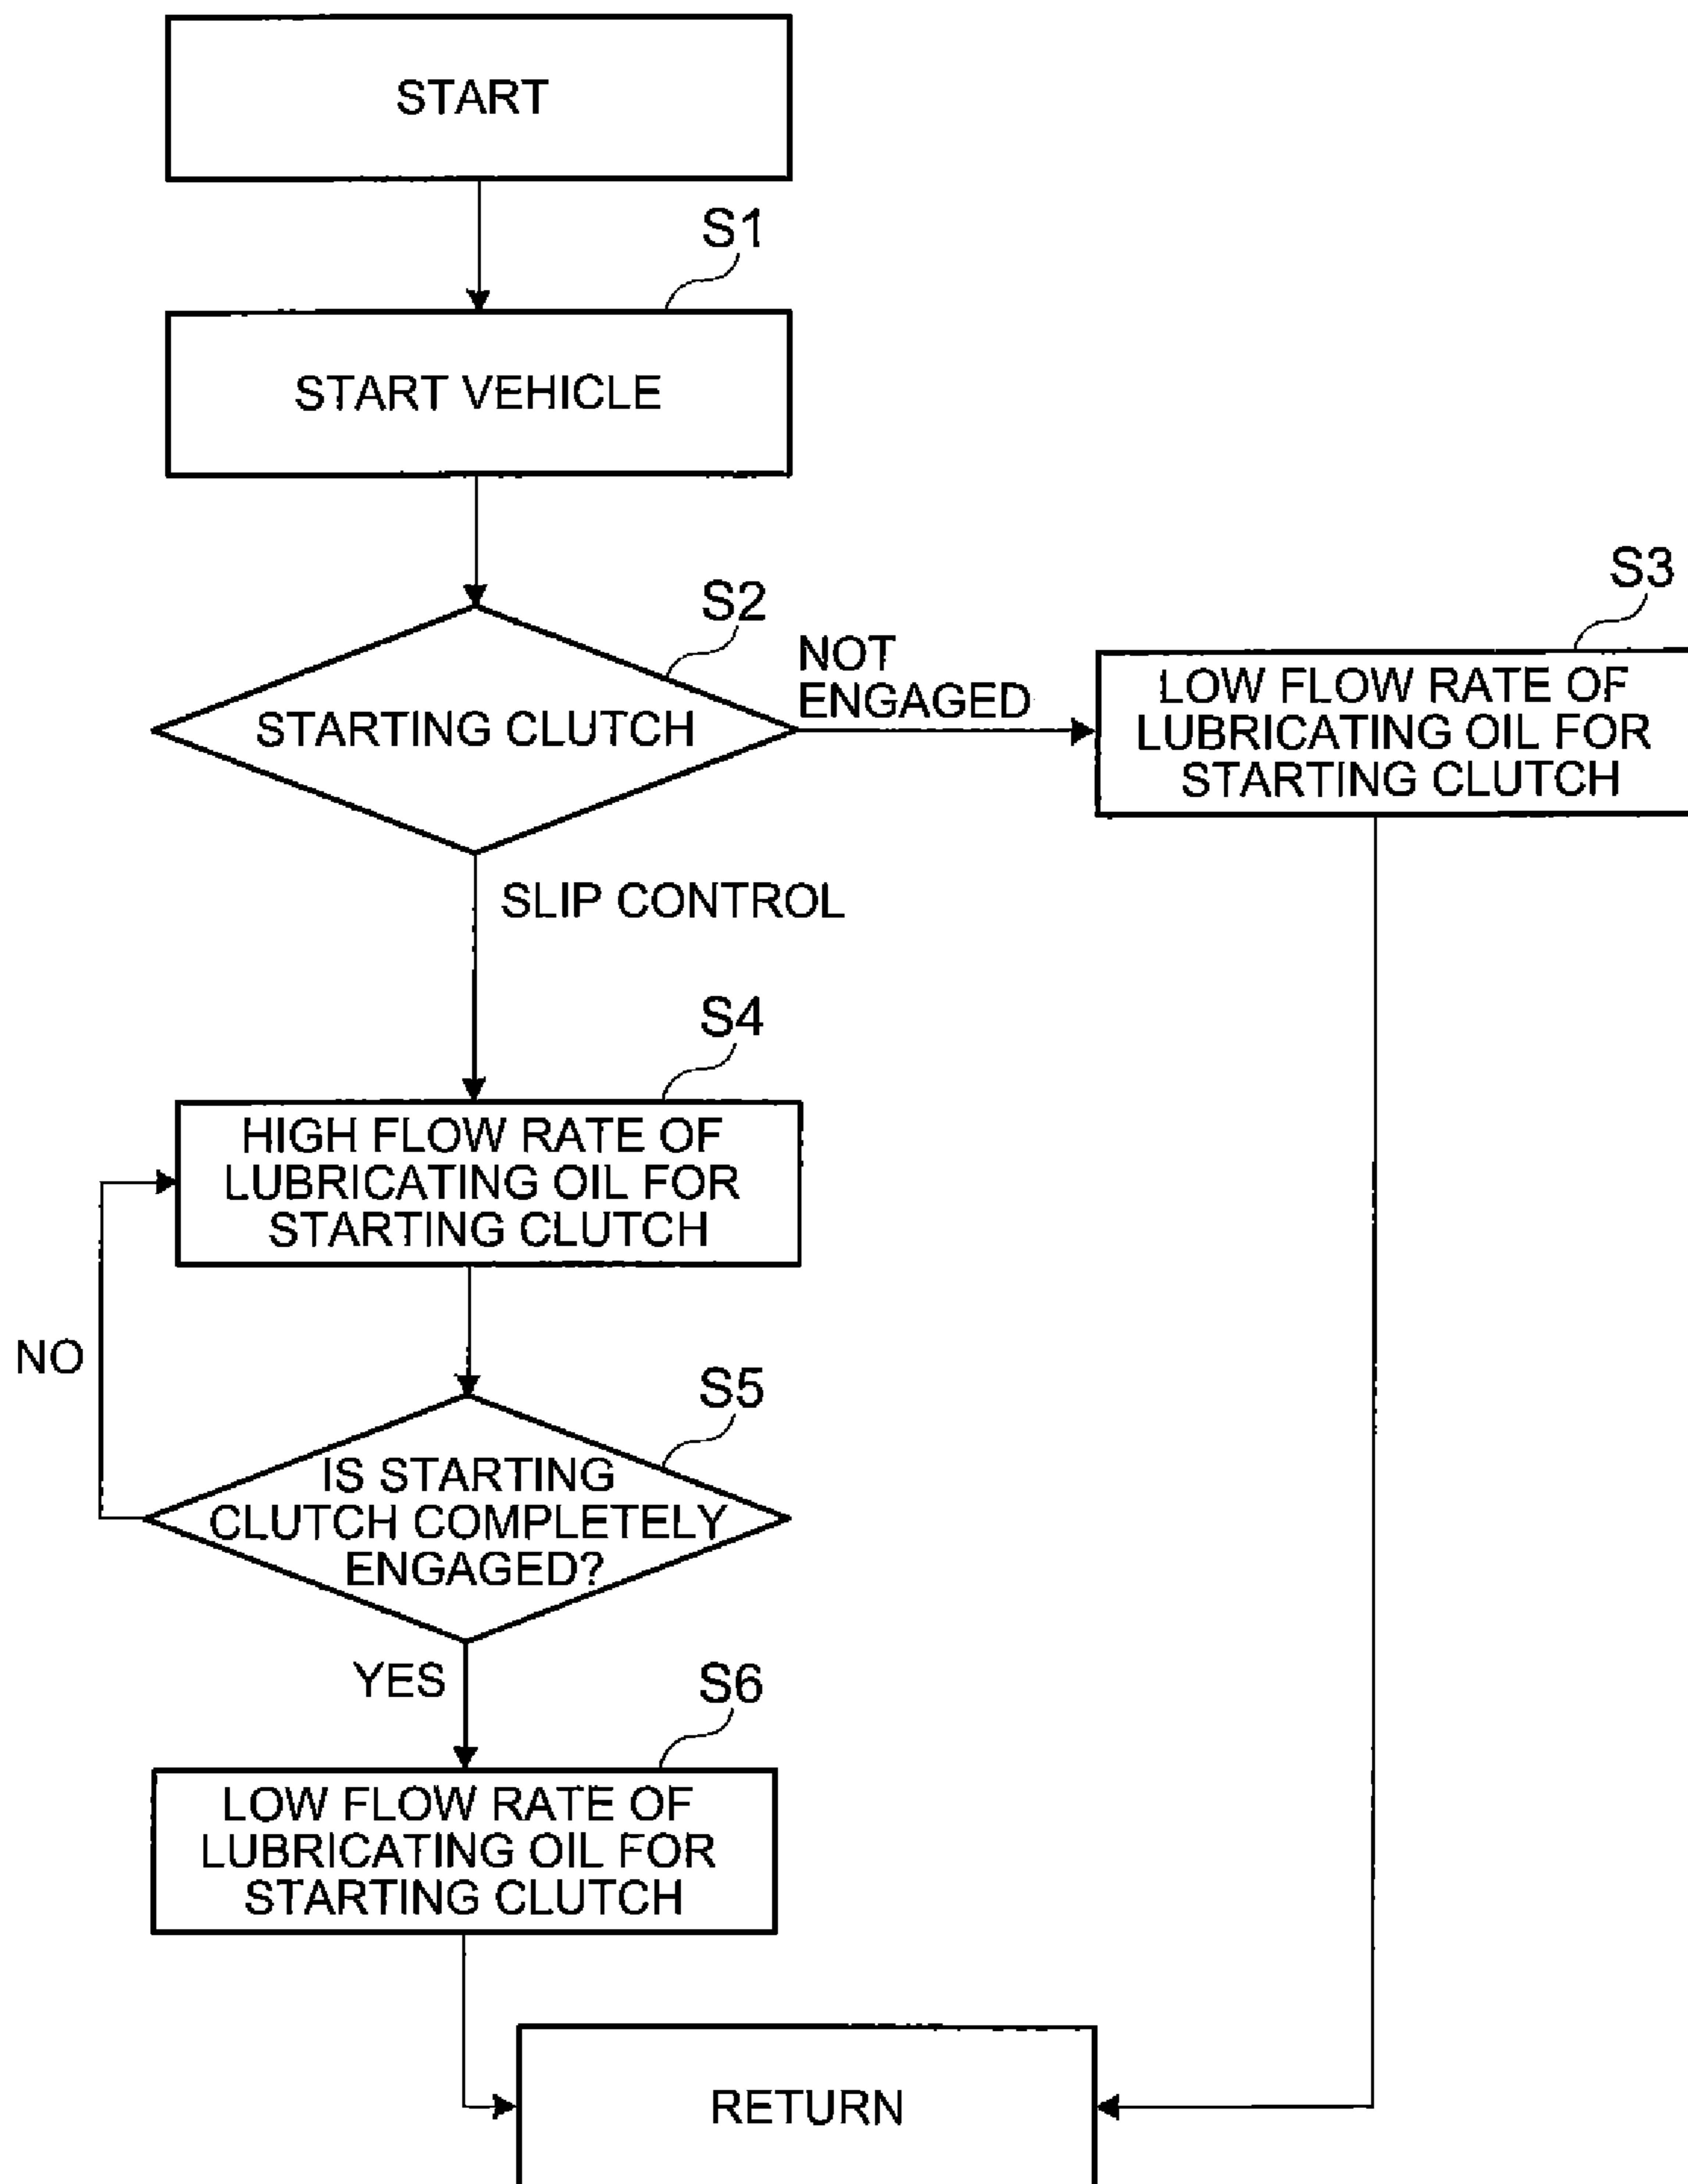 START
S1
START VEHICLE
S2
STARTING CLUTCH
NOT
ENGAGED
S3
LOW FLOW RATE OF
LUBRICATING OIL FOR
STARTING CLUTCH
SLIP CONTROL
S4
HIGH FLOW RATE OF
LUBRICATING OIL FOR
STARTING CLUTCH
NO
S5
IS STARTING
CLUTCH COMPLETELY
ENGAGED?
YES
S6
LOW FLOW RATE OF
LUBRICATING OIL FOR
STARTING CLUTCH
RETURN